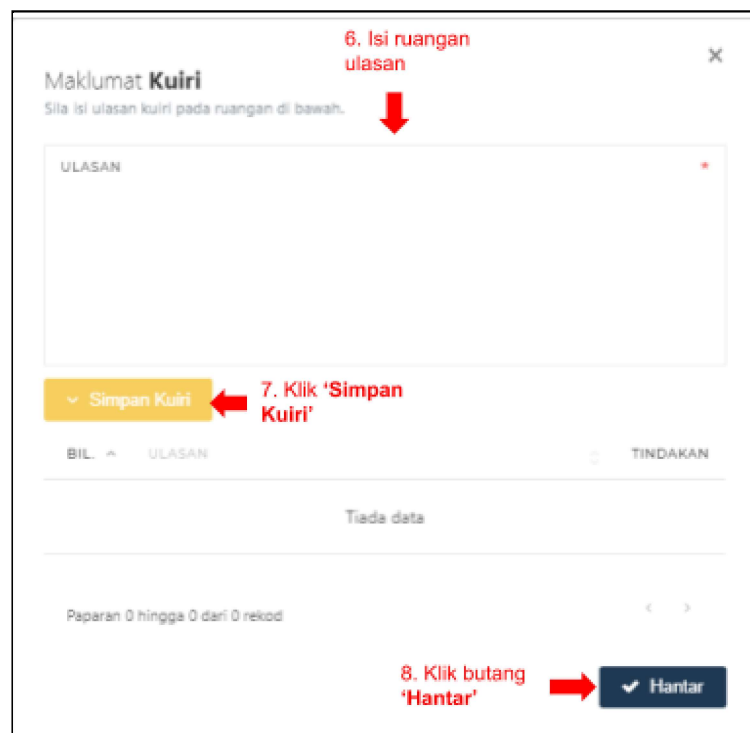 6. Isi ruangan
ulasan
×
Maklumat Kuiri
Sila isi ulasan kuiri pada ruangan di bawah.
ULASAN *
Simpan Kuiri
7. Klik ‘Simpan
Kuiri’
BIL. ULASAN TINDAKAN
Tiada data
Paparan 0 hingga 0 dari 0 rekod
8. Klik butang
‘Hantar’
Hantar